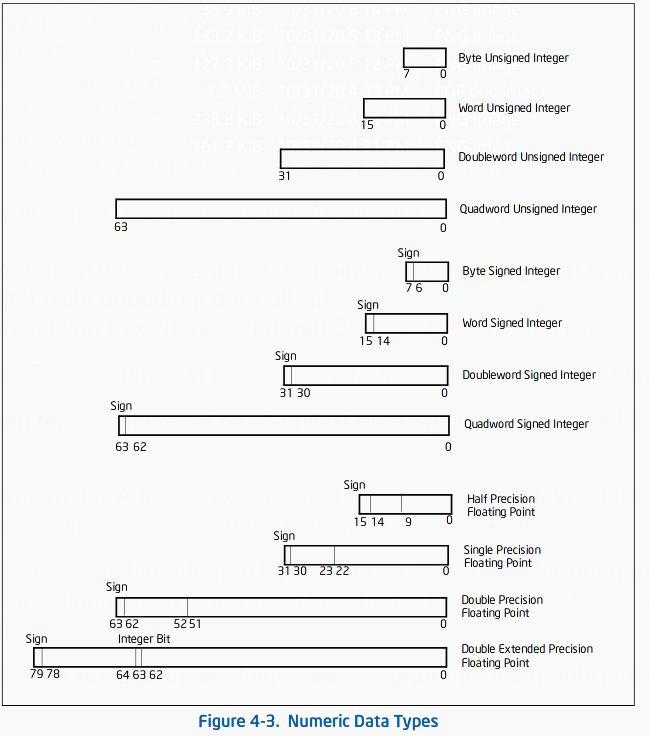 Byte Unsigned Integer
7 0
Word Unsigned Integer
15 0
Doubleword Unsigned Integer
31 0
Quadword Unsigned Integer
63 0
Sign
Byte Signed Integer
7 6 0
Sign
Word Signed Integer
15 14 0
Sign
Doubleword Signed Integer
31 30 0
Sign
Quadword Signed Integer
63 62 0
Sign
Half Precision
Floating Point
15 14 9 0
Sign
Single Precision
Floating Point
31 30 23 22 0
Sign
Double Precision
Floating Point
63 62 52 51 0
Sign Integer Bit
Double Extended Precision
Floating Point
79 78 64 63 62 0
Figure 4-3. Numeric Data Types